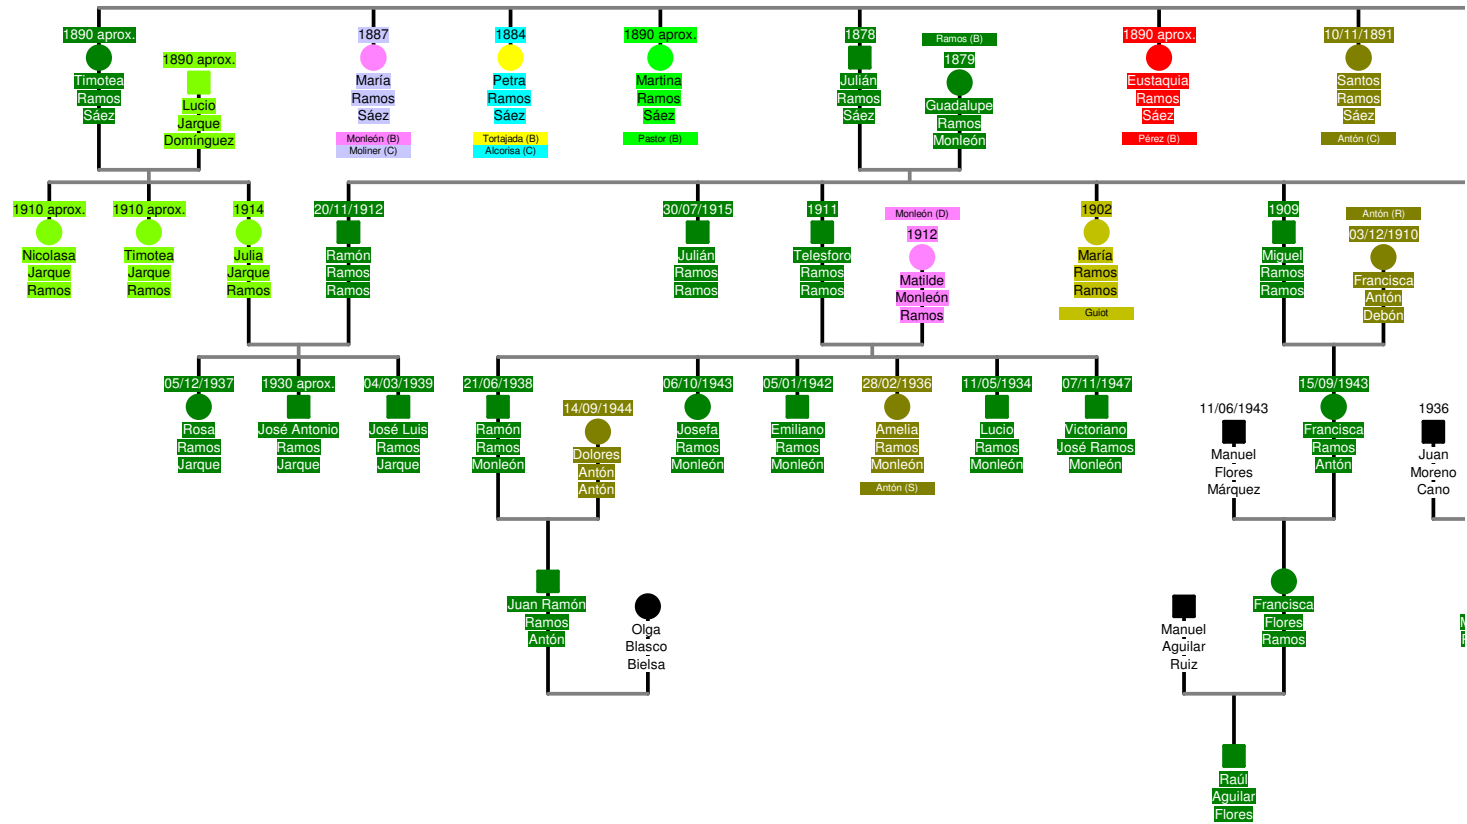 1890 aprox.
Timotea
Ramos
Sáez
1890 aprox.
Lucio
Jarque
Domínguez
1887
María
Ramos
Sáez
Monleón (B)
Moliner (C)
1884
Petra
Ramos
Sáez
Tortajada (B)
Alcorisa (C)
1890 aprox.
Martina
Ramos
Sáez
Pastor (B)
1878
Julián
Ramos
Sáez
Ramos (B)
1879
Guadalupe
Ramos
Monleón
1890 aprox.
Eustaquia
Ramos
Sáez
Pérez (B)
10/11/1891
Santos
Ramos
Sáez
Antón (C)
1910 aprox.
Nicolasa
Jarque
Ramos
1910 aprox.
Timotea
Jarque
Ramos
1914
Julia
Jarque
Ramos
20/11/1912
Ramón
Ramos
Ramos
30/07/1915
Julián
Ramos
Ramos
1911
Telesforo
Ramos
Ramos
Monleón (D)
1912
Matilde
Monleón
Ramos
1902
María
Ramos
Ramos
Guiot
1909
Miguel
Ramos
Ramos
Antón (R)
03/12/1910
Francisca
Antón
Debón
05/12/1937
Rosa
Ramos
Jarque
1930 aprox.
José Antonio
Ramos
Jarque
04/03/1939
José Luis
Ramos
Jarque
21/06/1938
Ramón
Ramos
Monleón
14/09/1944
Dolores
Antón
Antón
06/10/1943
Josefa
Ramos
Monleón
05/01/1942
Emiliano
Ramos
Monleón
28/02/1936
Amelia
Ramos
Monleón
Antón (S)
11/05/1934
Lucio
Ramos
Monleón
07/11/1947
Victoriano
José Ramos
Monleón
11/06/1943
Manuel
Flores
Márquez
15/09/1943
Francisca
Ramos
Antón
1936
Juan
Moreno
Cano
Juan Ramón
Ramos
Antón
Olga
Blasco
Bielsa
Manuel
Aguilar
Ruiz
Francisca
Flores
Ramos
Raúl
Aguilar
Flores